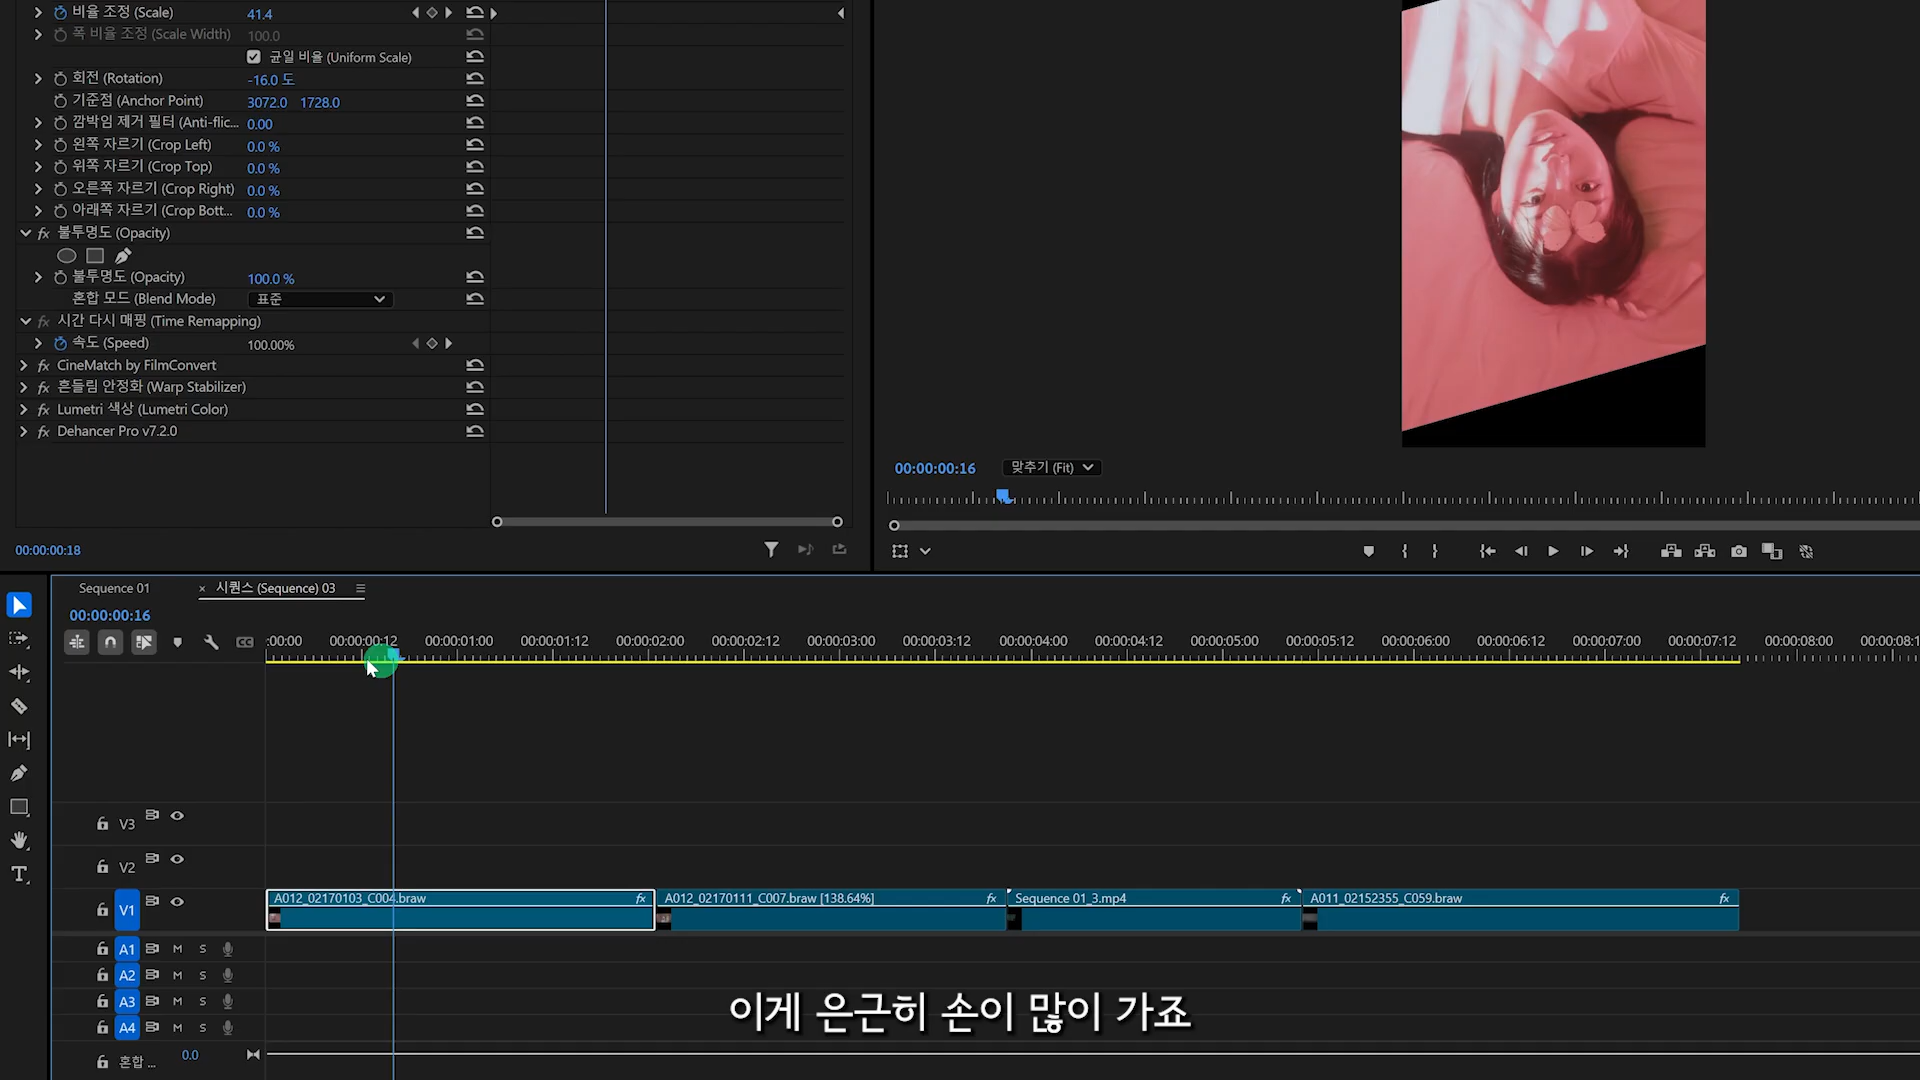 비율 조정 (Scale) 41.4
폭 비율 조정 (Scale Width) 100.0
균일 비율 (Uniform Scale)
회전 (Rotation) -16.0 도
기준점 (Anchor Point) 3072.0 1728.0
깜박임 제거 필터 (Anti-flic... 0.00
왼쪽 자르기 (Crop Left) 0.0 %
위쪽 자르기 (Crop Top) 0.0 %
오른쪽 자르기 (Crop Right) 0.0 %
아래쪽 자르기 (Crop Bott... 0.0 %
fx 불투명도 (Opacity)
불투명도 (Opacity) 100.0 %
혼합 모드 (Blend Mode) 표준
fx 시간 다시 매핑 (Time Remapping)
속도 (Speed) 100.00%
fx CineMatch by FilmConvert
fx 흔들림 안정화 (Warp Stabilizer)
fx Lumetri 색상 (Lumetri Color)
fx Dehancer Pro v7.2.0
00:00:00:18
00:00:00:16 맞추기 (Fit)
Sequence 01 × 시퀀스 (Sequence) 03
00:00:00:16
CC
:00:00 00:00:00:12 00:00:01:00 00:00:01:12 00:00:02:00 00:00:02:12 00:00:03:00 00:00:03:12 00:00:04:00 00:00:04:12 00:00:05:00 00:00:05:12 00:00:06:00 00:00:06:12 00:00:07:00 00:00:07:12 00:00:08:00 00:00:08:1
V3
V2
V1
A012_02170103_C004.braw fx A012_02170111_C007.braw [138.64%] fx Sequence 01_3.mp4 fx A011_02152355_C059.braw fx
A1 M S
A2 M S
A3 M S
A4 M S
혼합 ... 0.0
이게 은근히 손이 많이 가죠